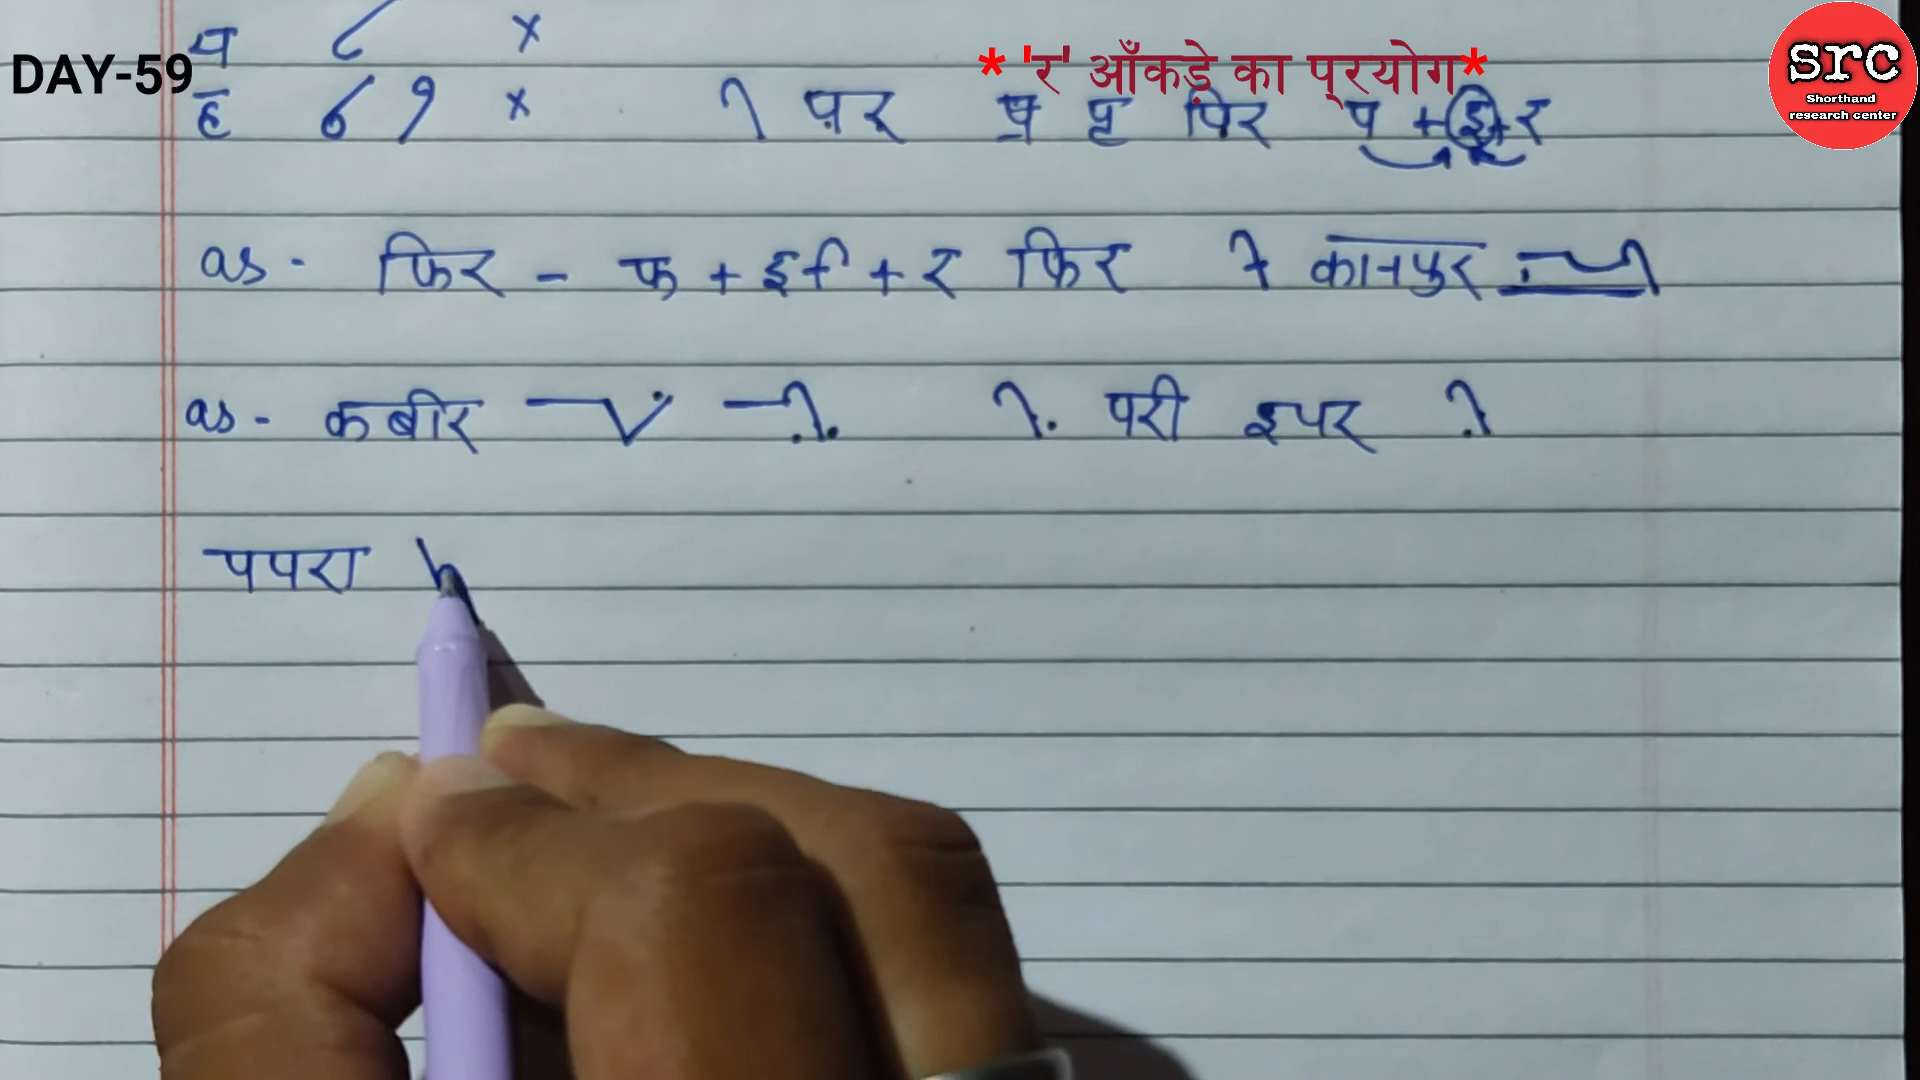 DAY-59
* 'र' आँकड़े का प्रयोग*
src
Shorthand
research center
य ×
ह × पर प्र पृ पिर प + इ + र
as - फिर - फ + इ ि + र फिर कानपुर
as - कबीर परी इपर
पपरा